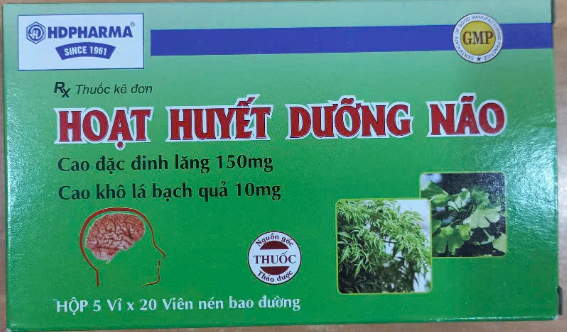 HDPHARMA®
SINCE 1961
GMP
Rx Thuốc kê đơn
HOẠT HUYẾT DƯỠNG NÃO
Cao đặc đinh lăng 150mg
Cao khô lá bạch quả 10mg
Nguồn gốc
THUỐC
Thảo dược
HỘP 5 Vỉ x 20 Viên nén bao đường